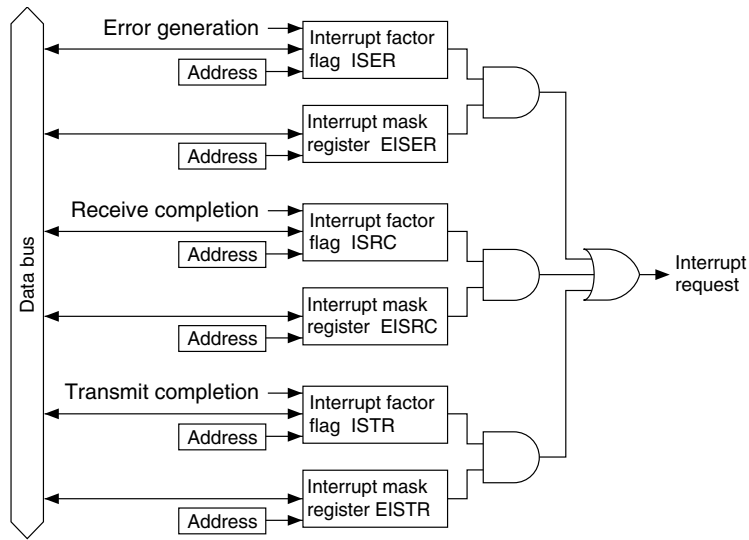 Error generation
Interrupt factor
flag ISER
Address
Interrupt mask
register EISER
Address
Receive completion
Interrupt factor
flag ISRC
Address
Interrupt mask
register EISRC
Address
Transmit completion
Interrupt factor
flag ISTR
Address
Interrupt mask
register EISTR
Address
Data bus
Interrupt
request